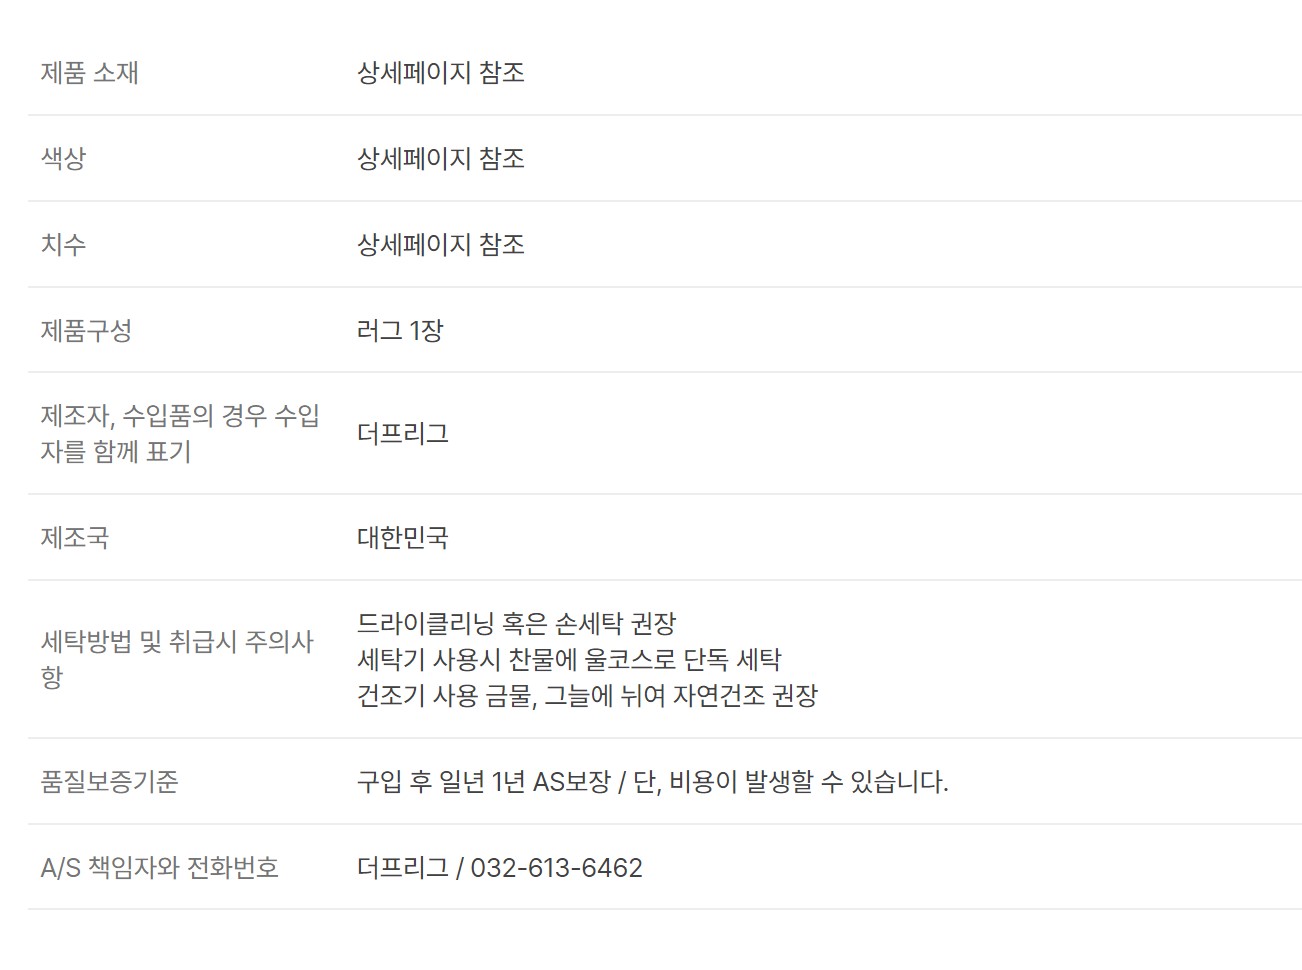 제품 소재
상세페이지 참조
색상
상세페이지 참조
치수
상세페이지 참조
제품구성
러그 1장
제조자, 수입품의 경우 수입
자를 함께 표기
더프리그
제조국
대한민국
세탁방법 및 취급시 주의사
항
드라이클리닝 혹은 손세탁 권장
세탁기 사용시 찬물에 울코스로 단독 세탁
건조기 사용 금물, 그늘에 뉘여 자연건조 권장
품질보증기준
구입 후 일년 1년 AS보장 / 단, 비용이 발생할 수 있습니다.
A/S 책임자와 전화번호
더프리그 / 032-613-6462